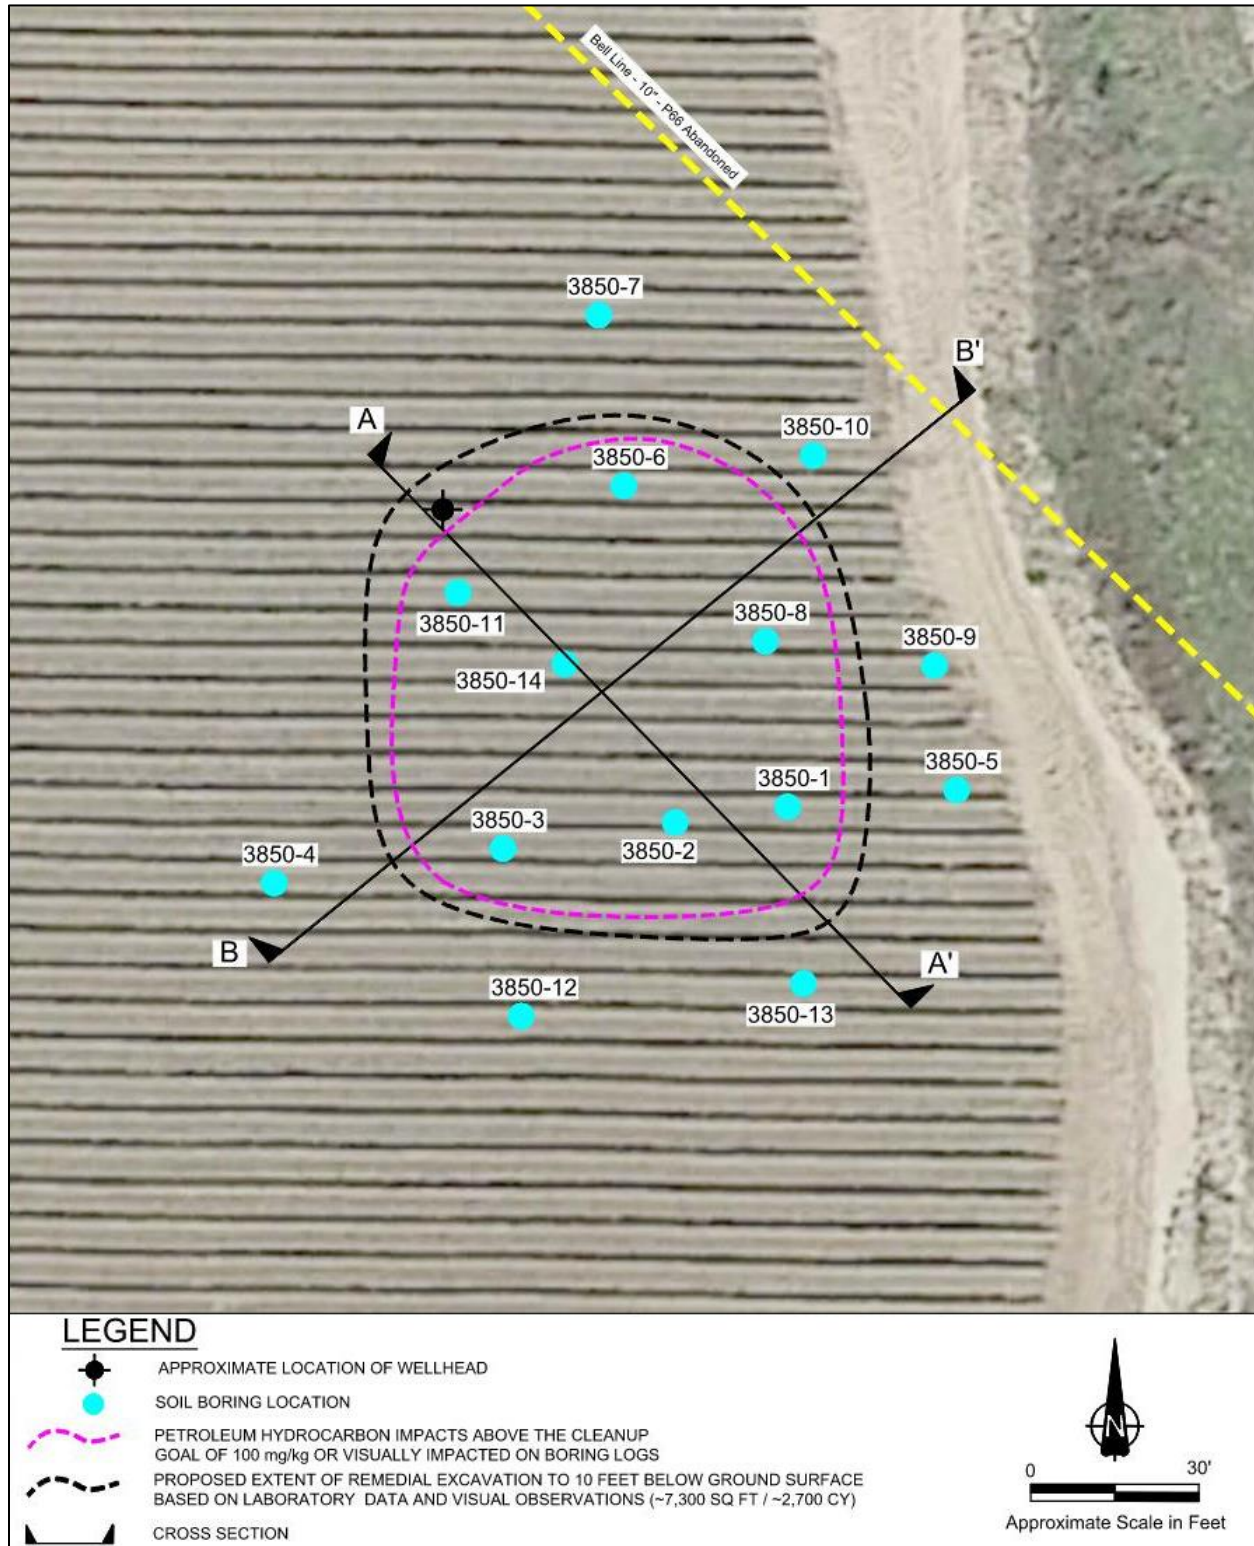 Bell Line - 10" - P66 Abandoned
3850-7
B'
A
3850-10
3850-6
3850-8
3850-11
3850-9
3850-14
3850-5
3850-1
3850-3
3850-2
3850-4
B
A'
3850-12
3850-13
LEGEND
APPROXIMATE LOCATION OF WELLHEAD
SOIL BORING LOCATION
PETROLEUM HYDROCARBON IMPACTS ABOVE THE CLEANUP
GOAL OF 100 mg/kg OR VISUALLY IMPACTED ON BORING LOGS
PROPOSED EXTENT OF REMEDIAL EXCAVATION TO 10 FEET BELOW GROUND SURFACE
BASED ON LABORATORY DATA AND VISUAL OBSERVATIONS (~7,300 SQ FT / ~2,700 CY)
CROSS SECTION
N
0 30'
Approximate Scale in Feet